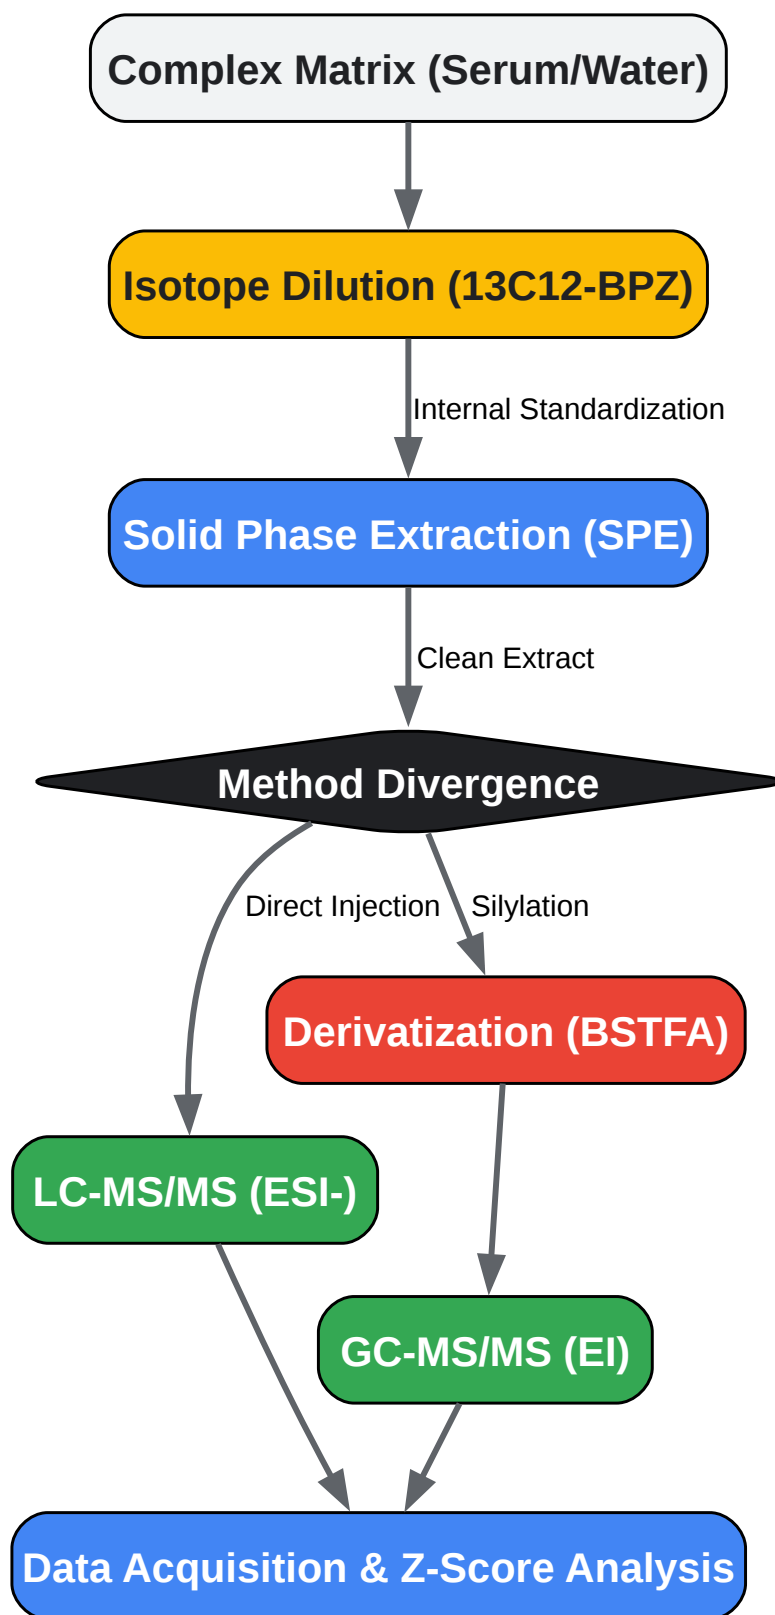 Complex Matrix (Serum/Water)
Isotope Dilution (13C12-BPZ)
Internal Standardization
Solid Phase Extraction (SPE)
Clean Extract
Method Divergence
Direct Injection
Silylation
Derivatization (BSTFA)
LC-MS/MS (ESI-)
GC-MS/MS (EI)
Data Acquisition & Z-Score Analysis